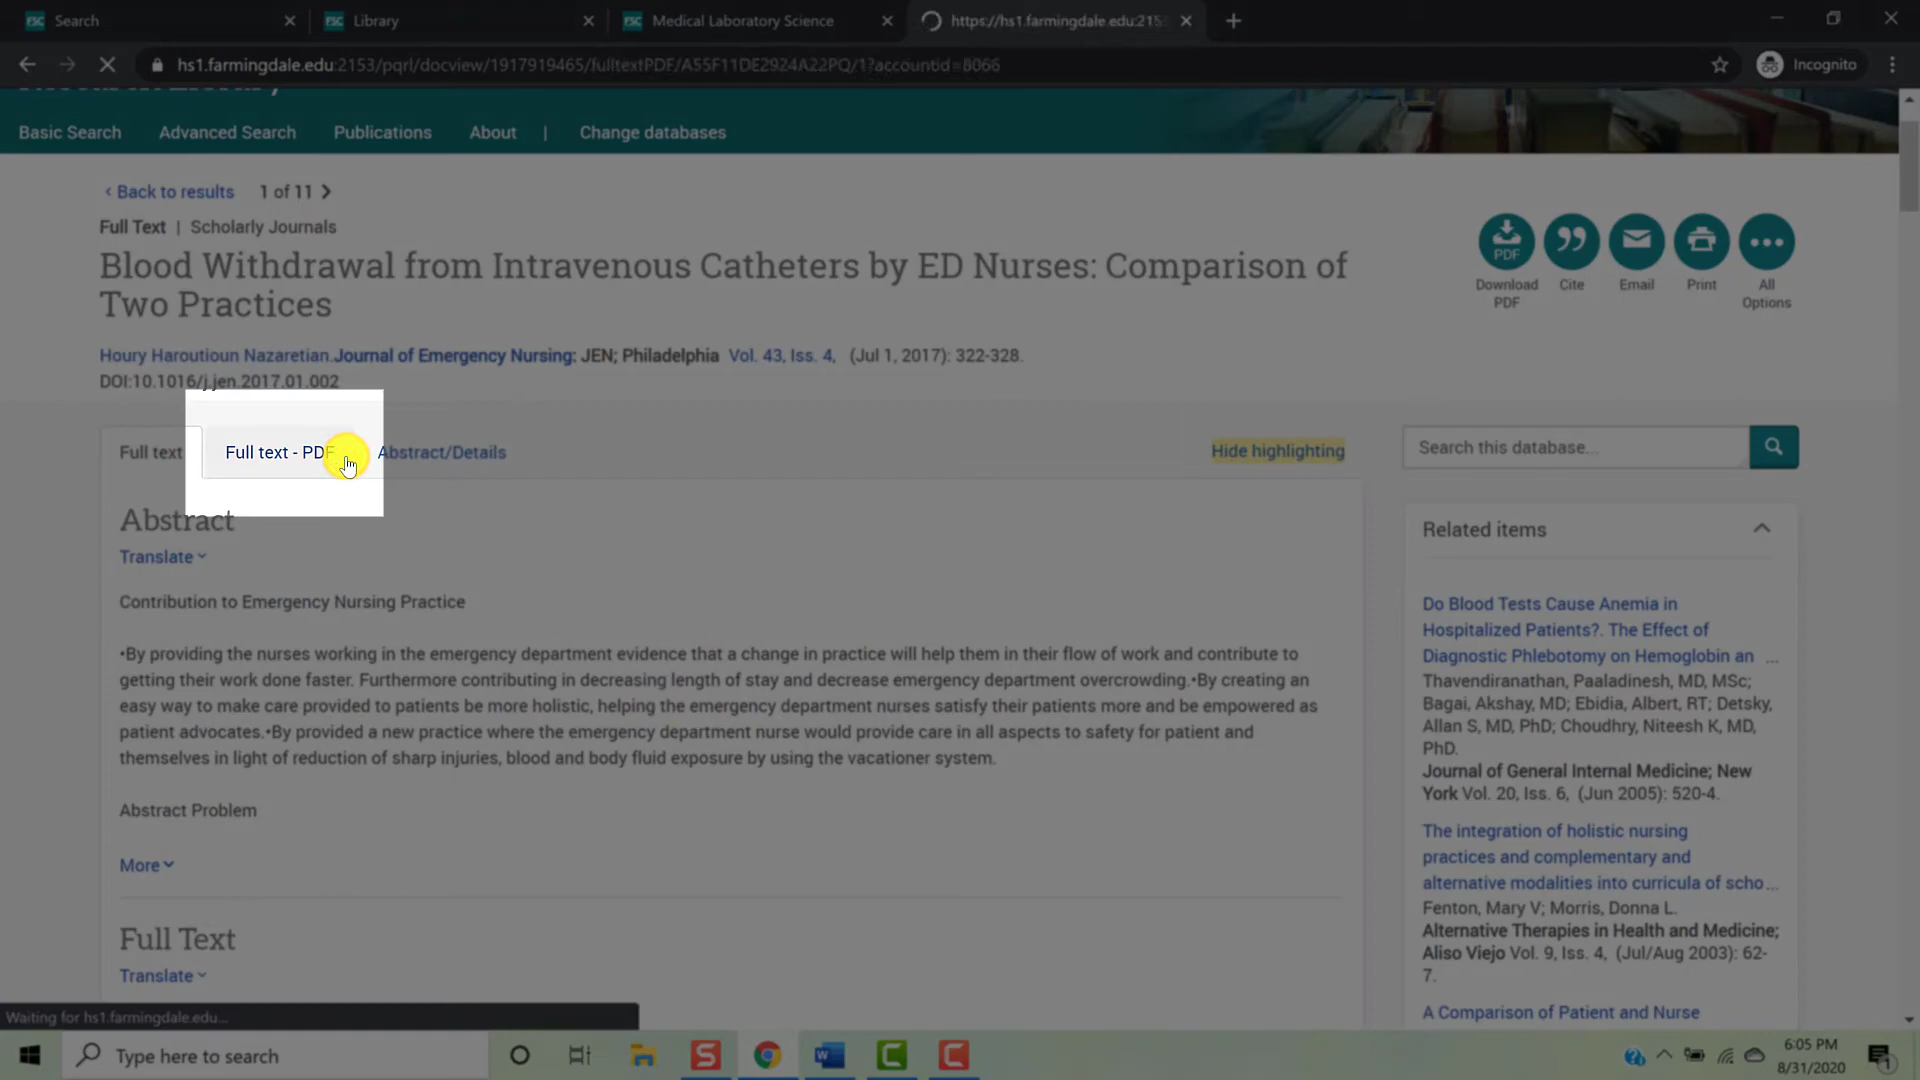 Search
Library
Medical Laboratory Science
https://hs1.farmingdale.edu:215
hs1.farmingdale.edu:2153/pqrl/docview/1917919465/fulltextPDF/A55F11DE2924A22PQ/1?accountid=8066
Incognito
Basic Search Advanced Search Publications About | Change databases
‹ Back to results 1 of 11
Full Text | Scholarly Journals
Blood Withdrawal from Intravenous Catheters by ED Nurses: Comparison of
Two Practices
Houry Haroutioun Nazaretian.Journal of Emergency Nursing: JEN; Philadelphia Vol. 43, Iss. 4, (Jul 1, 2017): 322-328.
DOI:10.1016/j.jen.2017.01.002
PDF
Download
PDF
Cite
Email
Print
All
Options
Full text
Full text - PDF
Abstract/Details
Hide highlighting
Abstract
Translate
Contribution to Emergency Nursing Practice
•By providing the nurses working in the emergency department evidence that a change in practice will help them in their flow of work and contribute to
getting their work done faster. Furthermore contributing in decreasing length of stay and decrease emergency department overcrowding.•By creating an
easy way to make care provided to patients be more holistic, helping the emergency department nurses satisfy their patients more and be empowered as
patient advocates.•By provided a new practice where the emergency department nurse would provide care in all aspects to safety for patient and
themselves in light of reduction of sharp injuries, blood and body fluid exposure by using the vacationer system.
Abstract Problem
More
Full Text
Translate
Search this database...
Related items
Do Blood Tests Cause Anemia in
Hospitalized Patients?. The Effect of
Diagnostic Phlebotomy on Hemoglobin an ...
Thavendiranathan, Paaladinesh, MD, MSc;
Bagai, Akshay, MD; Ebidia, Albert, RT; Detsky,
Allan S, MD, PhD; Choudhry, Niteesh K, MD,
PhD.
Journal of General Internal Medicine; New
York Vol. 20, Iss. 6, (Jun 2005): 520-4.
The integration of holistic nursing
practices and complementary and
alternative modalities into curricula of scho ...
Fenton, Mary V; Morris, Donna L.
Alternative Therapies in Health and Medicine;
Aliso Viejo Vol. 9, Iss. 4, (Jul/Aug 2003): 62-
7.
A Comparison of Patient and Nurse
Waiting for hs1.farmingdale.edu...
Type here to search
6:05 PM
8/31/2020
1